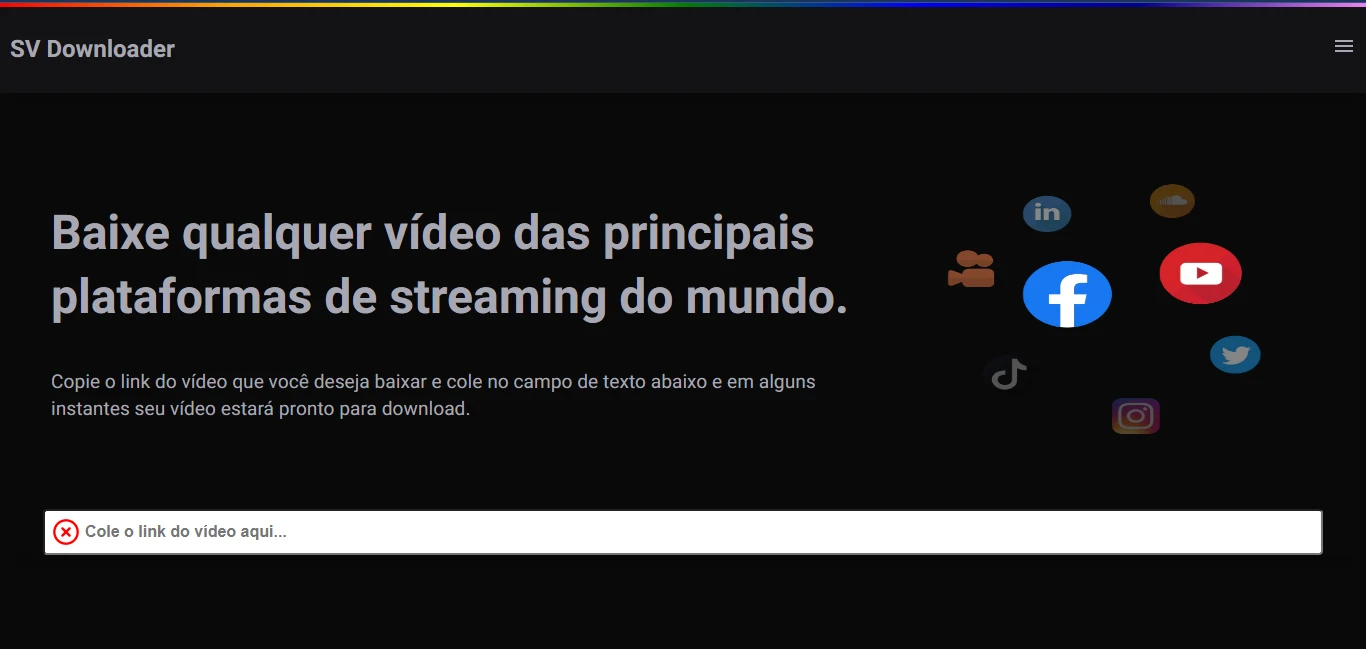 SV Downloader
Baixe qualquer vídeo das principais
plataformas de streaming do mundo.
Copie o link do vídeo que você deseja baixar e cole no campo de texto abaixo e em alguns
instantes seu vídeo estará pronto para download.
in
f
Cole o link do vídeo aqui...